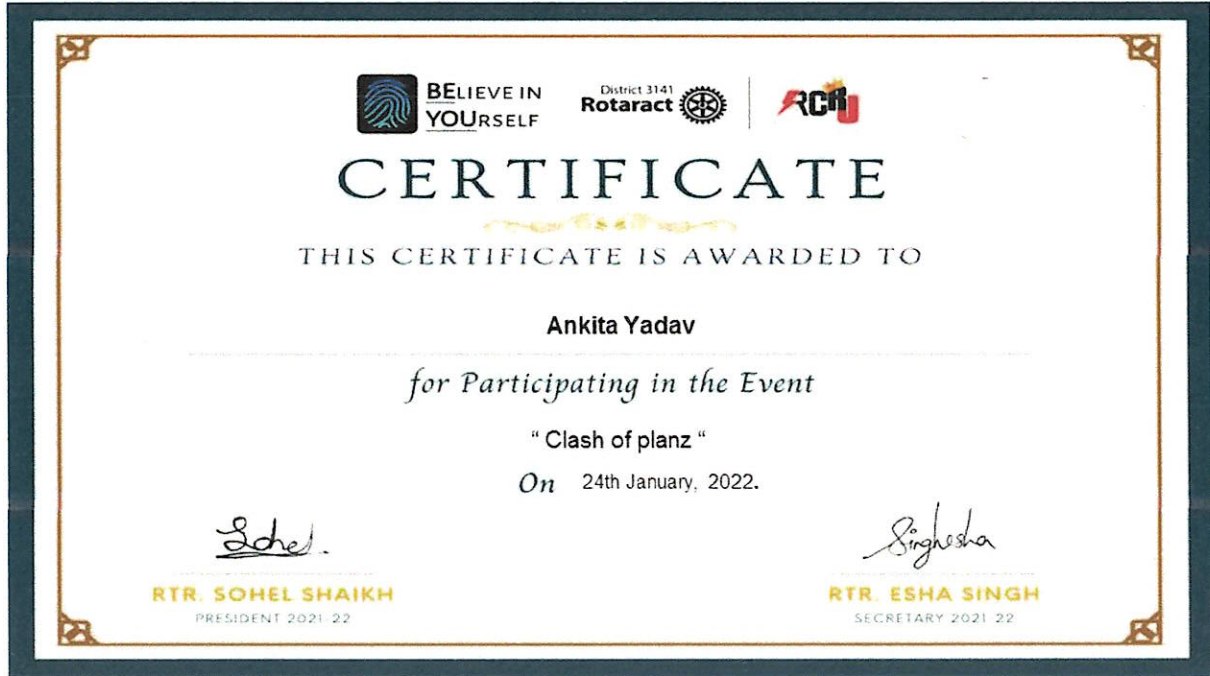 BELIEVE IN
YOURSELF
District 3141
Rotaract
RCRU
CERTIFICATE
THIS CERTIFICATE IS AWARDED TO
Ankita Yadav
for Participating in the Event
“ Clash of planz “
On 24th January, 2022.
Sohel.
Singhesha
RTR. SOHEL SHAIKH
RTR. ESHA SINGH
PRESIDENT 2021-22
SECRETARY 2021-22